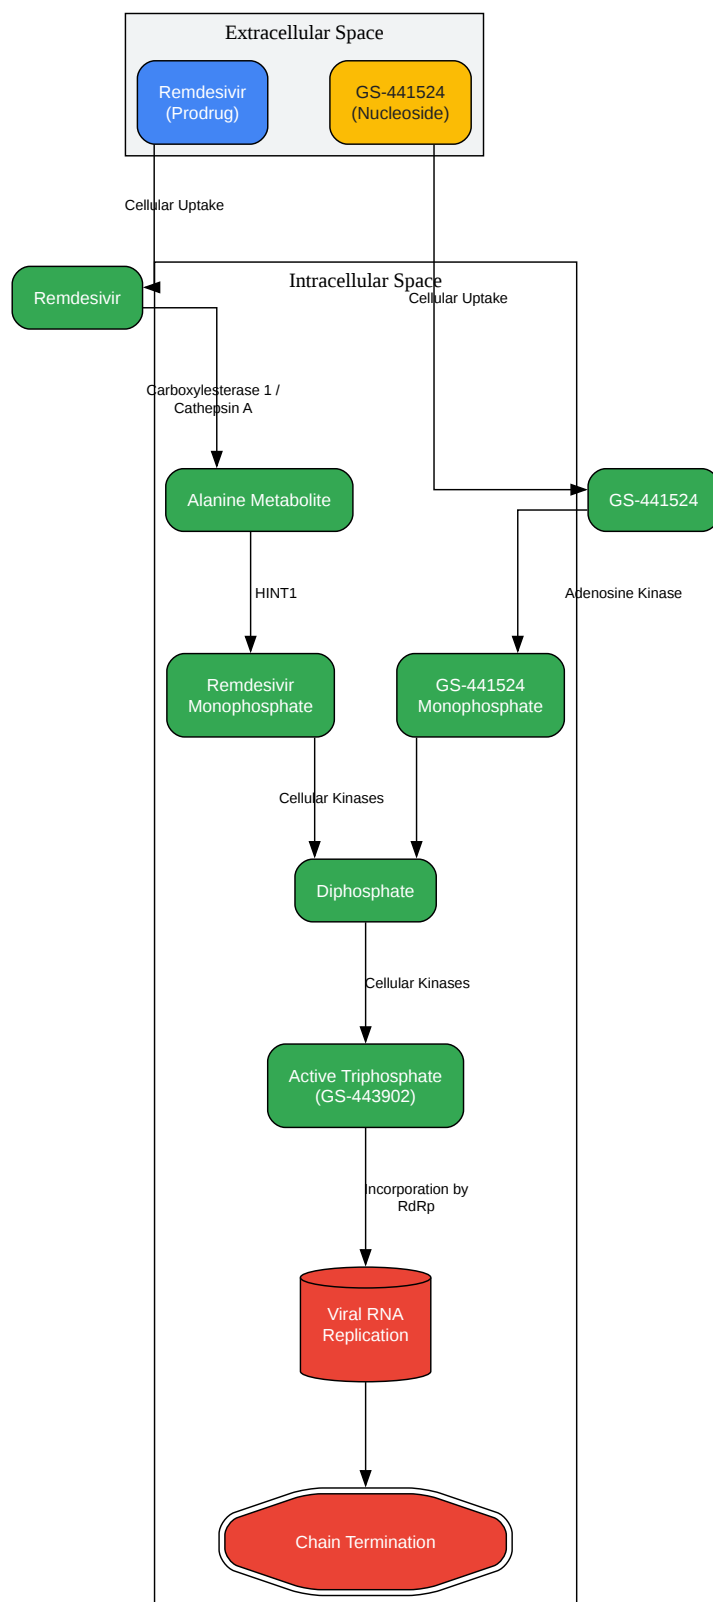 Extracellular Space
Remdesivir
(Prodrug)
GS-441524
(Nucleoside)
Cellular Uptake
Intracellular Space
Cellular Uptake
Remdesivir
Carboxylesterase 1 /
Cathepsin A
Alanine Metabolite
GS-441524
HINT1
Adenosine Kinase
Remdesivir
Monophosphate
GS-441524
Monophosphate
Cellular Kinases
Diphosphate
Cellular Kinases
Active Triphosphate
(GS-443902)
Incorporation by
RdRp
Viral RNA
Replication
Chain Termination